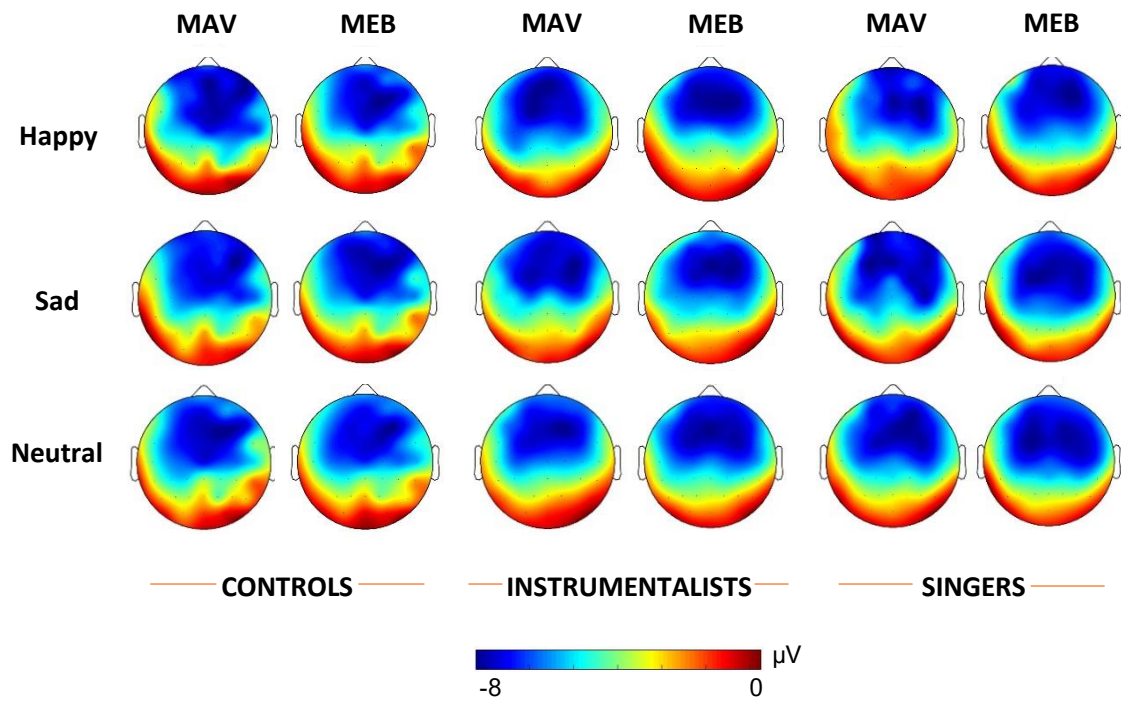 MAV MEB MAV MEB MAV MEB
Happy
Sad
Neutral
CONTROLS INSTRUMENTALISTS SINGERS
µV
-8 0